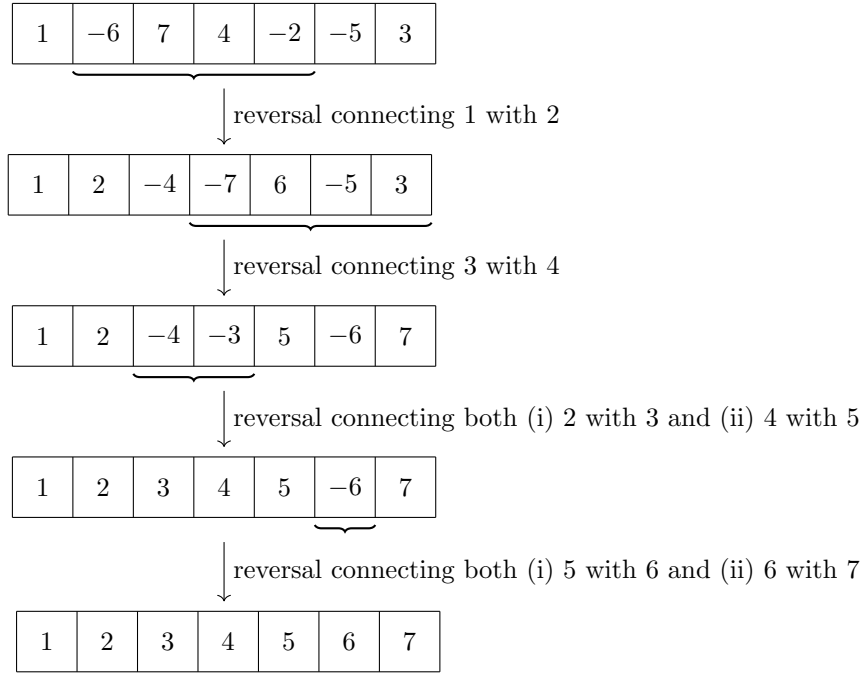 1 −6 7 4 −2 −5 3
reversal connecting 1 with 2
1 2 −4 −7 6 −5 3
reversal connecting 3 with 4
1 2 −4 −3 5 −6 7
reversal connecting both (i) 2 with 3 and (ii) 4 with 5
1 2 3 4 5 −6 7
reversal connecting both (i) 5 with 6 and (ii) 6 with 7
1 2 3 4 5 6 7